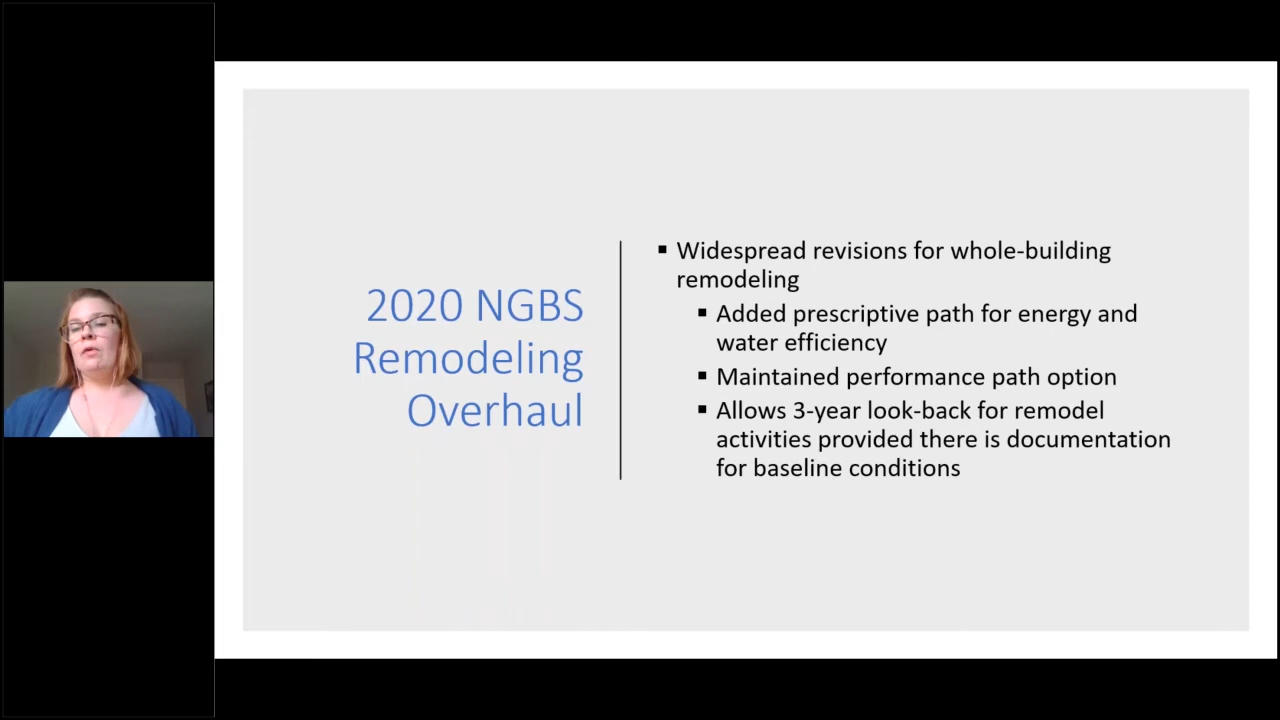 2020 NGBS
Remodeling
Overhaul
▪ Widespread revisions for whole-building
remodeling
▪ Added prescriptive path for energy and
water efficiency
▪ Maintained performance path option
▪ Allows 3-year look-back for remodel
activities provided there is documentation
for baseline conditions